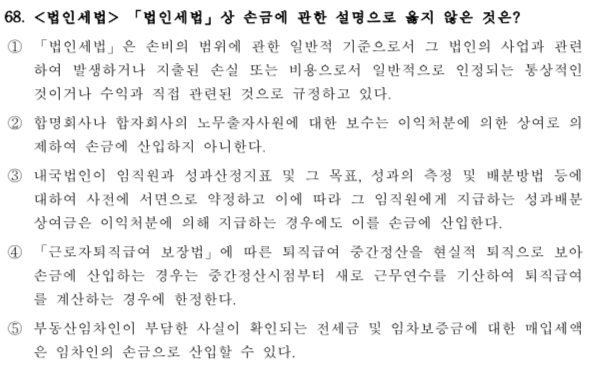 68. <법인세법> 「법인세법」상 손금에 관한 설명으로 옳지 않은 것은?
① 「법인세법」은 손비의 범위에 관한 일반적 기준으로서 그 법인의 사업과 관련
하여 발생하거나 지출된 손실 또는 비용으로서 일반적으로 인정되는 통상적인
것이거나 수익과 직접 관련된 것으로 규정하고 있다.
② 합명회사나 합자회사의 노무출자사원에 대한 보수는 이익처분에 의한 상여로 의
제하여 손금에 산입하지 아니한다.
③ 내국법인이 임직원과 성과산정지표 및 그 목표, 성과의 측정 및 배분방법 등에
대하여 사전에 서면으로 약정하고 이에 따라 그 임직원에게 지급하는 성과배분
상여금은 이익처분에 의해 지급하는 경우에도 이를 손금에 산입한다.
④ 「근로자퇴직급여 보장법」에 따른 퇴직급여 중간정산을 현실적 퇴직으로 보아
손금에 산입하는 경우는 중간정산시점부터 새로 근무연수를 기산하여 퇴직급여
를 계산하는 경우에 한정한다.
⑤ 부동산임차인이 부담한 사실이 확인되는 전세금 및 임차보증금에 대한 매입세액
은 임차인의 손금으로 산입할 수 있다.